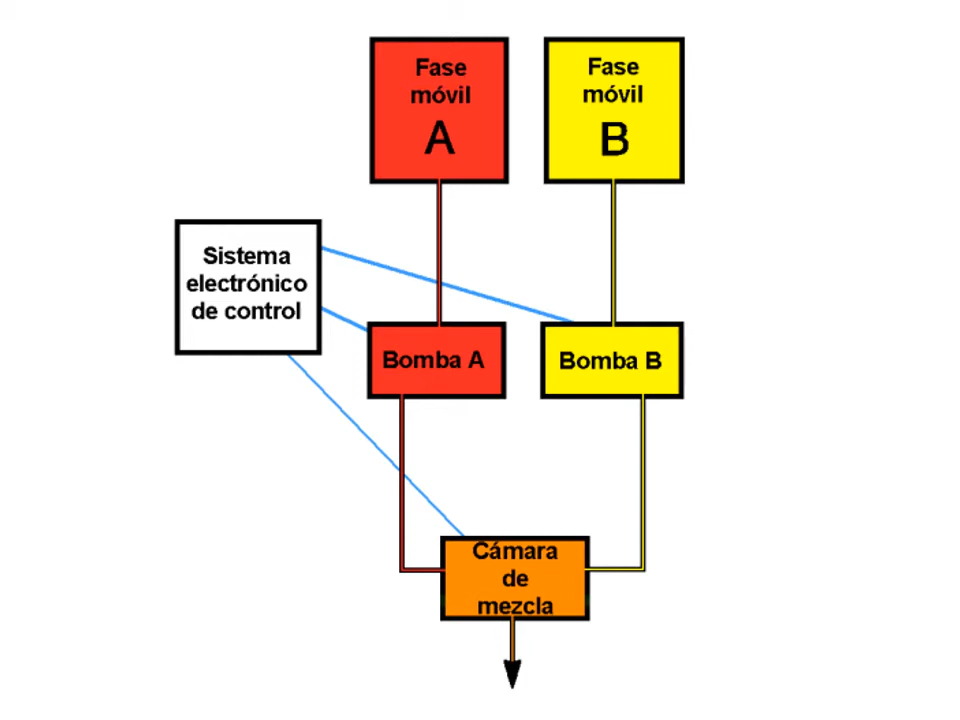 Fase
móvil
A
Fase
móvil
B
Sistema
electrónico
de control
Bomba A
Bomba B
Cámara
de
mezcla